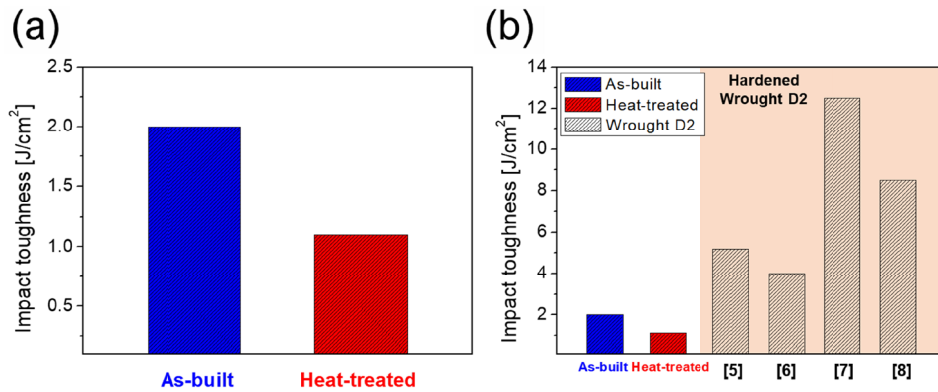 (a)
Impact toughness [J/cm²]
2.5
2.0
1.5
1.0
0.5
As-built
Heat-treated
(b)
Impact toughness [J/cm²]
14
12
10
8
6
4
2
As-built
Heat-treated
Wrought D2
Hardened
Wrought D2
As-built Heat-treated [5] [6] [7] [8]